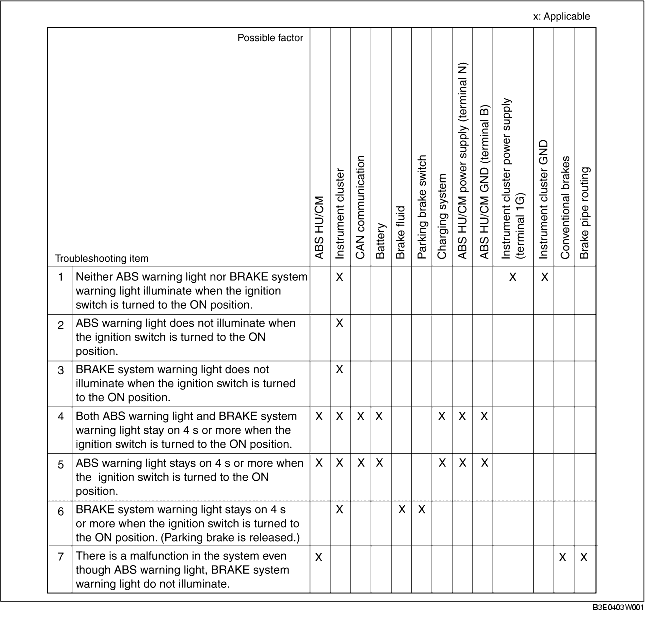 x: Applicable
Possible factor
Troubleshooting item
ABS HU/CM
Instrument cluster
CAN communication
Battery
Brake fluid
Parking brake switch
Charging system
ABS HU/CM power supply (terminal N)
ABS HU/CM GND (terminal B)
Instrument cluster power supply
(terminal 1G)
Instrument cluster GND
Conventional brakes
Brake pipe routing
1 Neither ABS warning light nor BRAKE system X X X
warning light illuminate when the ignition
switch is turned to the ON position.
2 ABS warning light does not illuminate when X
the ignition switch is turned to the ON
position.
3 BRAKE system warning light does not X
illuminate when the ignition switch is turned
to the ON position.
4 Both ABS warning light and BRAKE system X X X X X X X
warning light stay on 4 s or more when the
ignition switch is turned to the ON position.
5 ABS warning light stays on 4 s or more when X X X X X X X
the ignition switch is turned to the ON
position.
6 BRAKE system warning light stays on 4 s X X X
or more when the ignition switch is turned to
the ON position. (Parking brake is released.)
7 There is a malfunction in the system even X X X
though ABS warning light, BRAKE system
warning light do not illuminate.
B3E0403W001